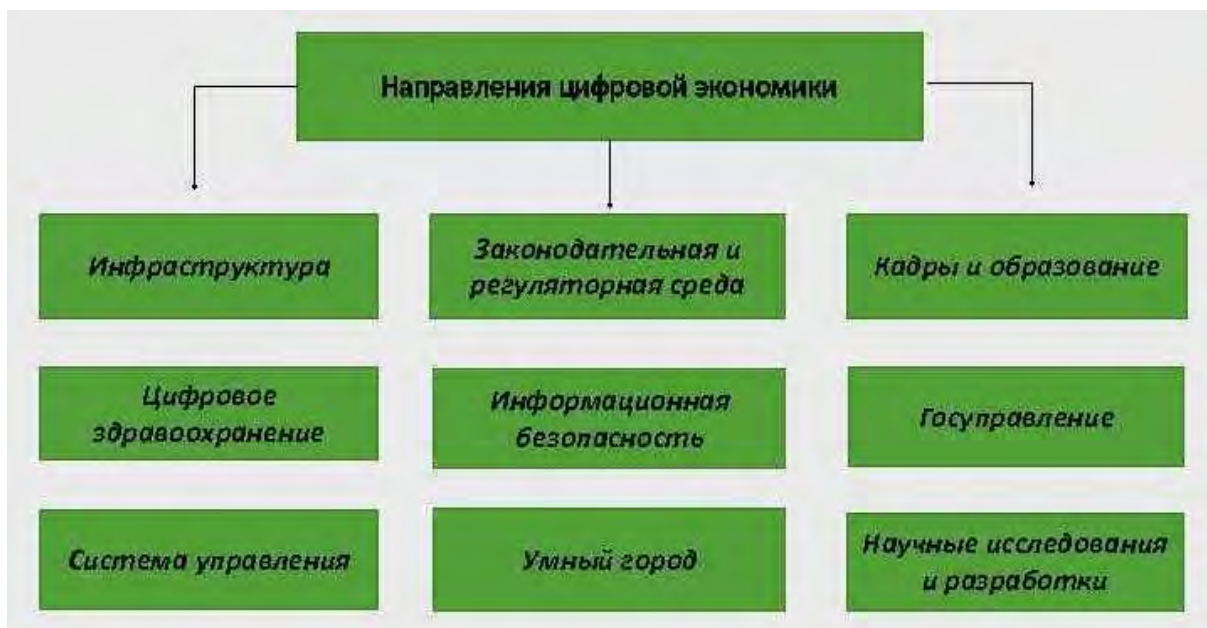 Направления цифровой экономики
Инфраструктура
Законодательная и
регуляторная среда
Кадры и образование
Цифровое
здравоохранение
Информационная
безопасность
Госуправление
Система управления
Умный город
Научные исследования
и разработки